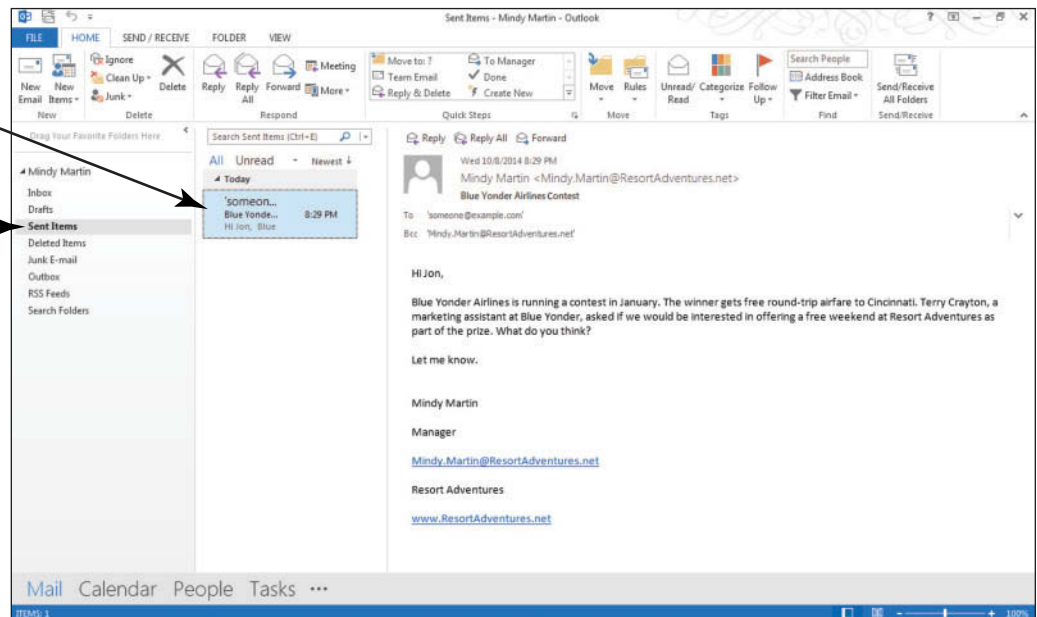 Sent Items - Mindy Martin - Outlook
FILE HOME SEND / RECEIVE FOLDER VIEW
New Email
New Items
Ignore
Clean Up
Junk
Delete
Reply
Reply All
Forward
Meeting
More
Move to: ?
Team Email
Reply & Delete
To Manager
Done
Create New
Move
Rules
Unread/ Read
Categorize
Follow Up
Search People
Address Book
Filter Email
Send/Receive All Folders
New Delete Respond Quick Steps Move Tags Find Send/Receive
Drag Your Favorite Folders Here
Mindy Martin
Inbox
Drafts
Sent Items
Deleted Items
Junk E-mail
Outbox
RSS Feeds
Search Folders
Search Sent Items (Ctrl+E)
All Unread Newest
Today
'someon...
Blue Yonde... 8:29 PM
Hi Jon, Blue
Reply Reply All Forward
Wed 10/8/2014 8:29 PM
Mindy Martin <Mindy.Martin@ResortAdventures.net>
Blue Yonder Airlines Contest
To 'someone@example.com'
Bcc 'Mindy.Martin@ResortAdventures.net'
Hi Jon,
Blue Yonder Airlines is running a contest in January. The winner gets free round-trip airfare to Cincinnati. Terry Crayton, a
marketing assistant at Blue Yonder, asked if we would be interested in offering a free weekend at Resort Adventures as
part of the prize. What do you think?
Let me know.
Mindy Martin
Manager
Mindy.Martin@ResortAdventures.net
Resort Adventures
www.ResortAdventures.net
Mail Calendar People Tasks ...
ITEMS: 1
100%